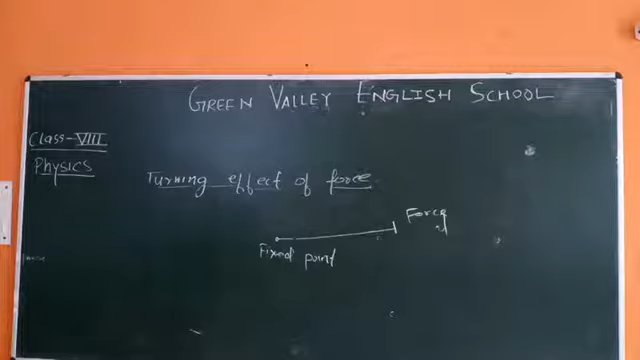 GREEN VALLEY ENGLISH SCHOOL
Class-VIII
Physics
Turning effect of force
Force
Fixed point